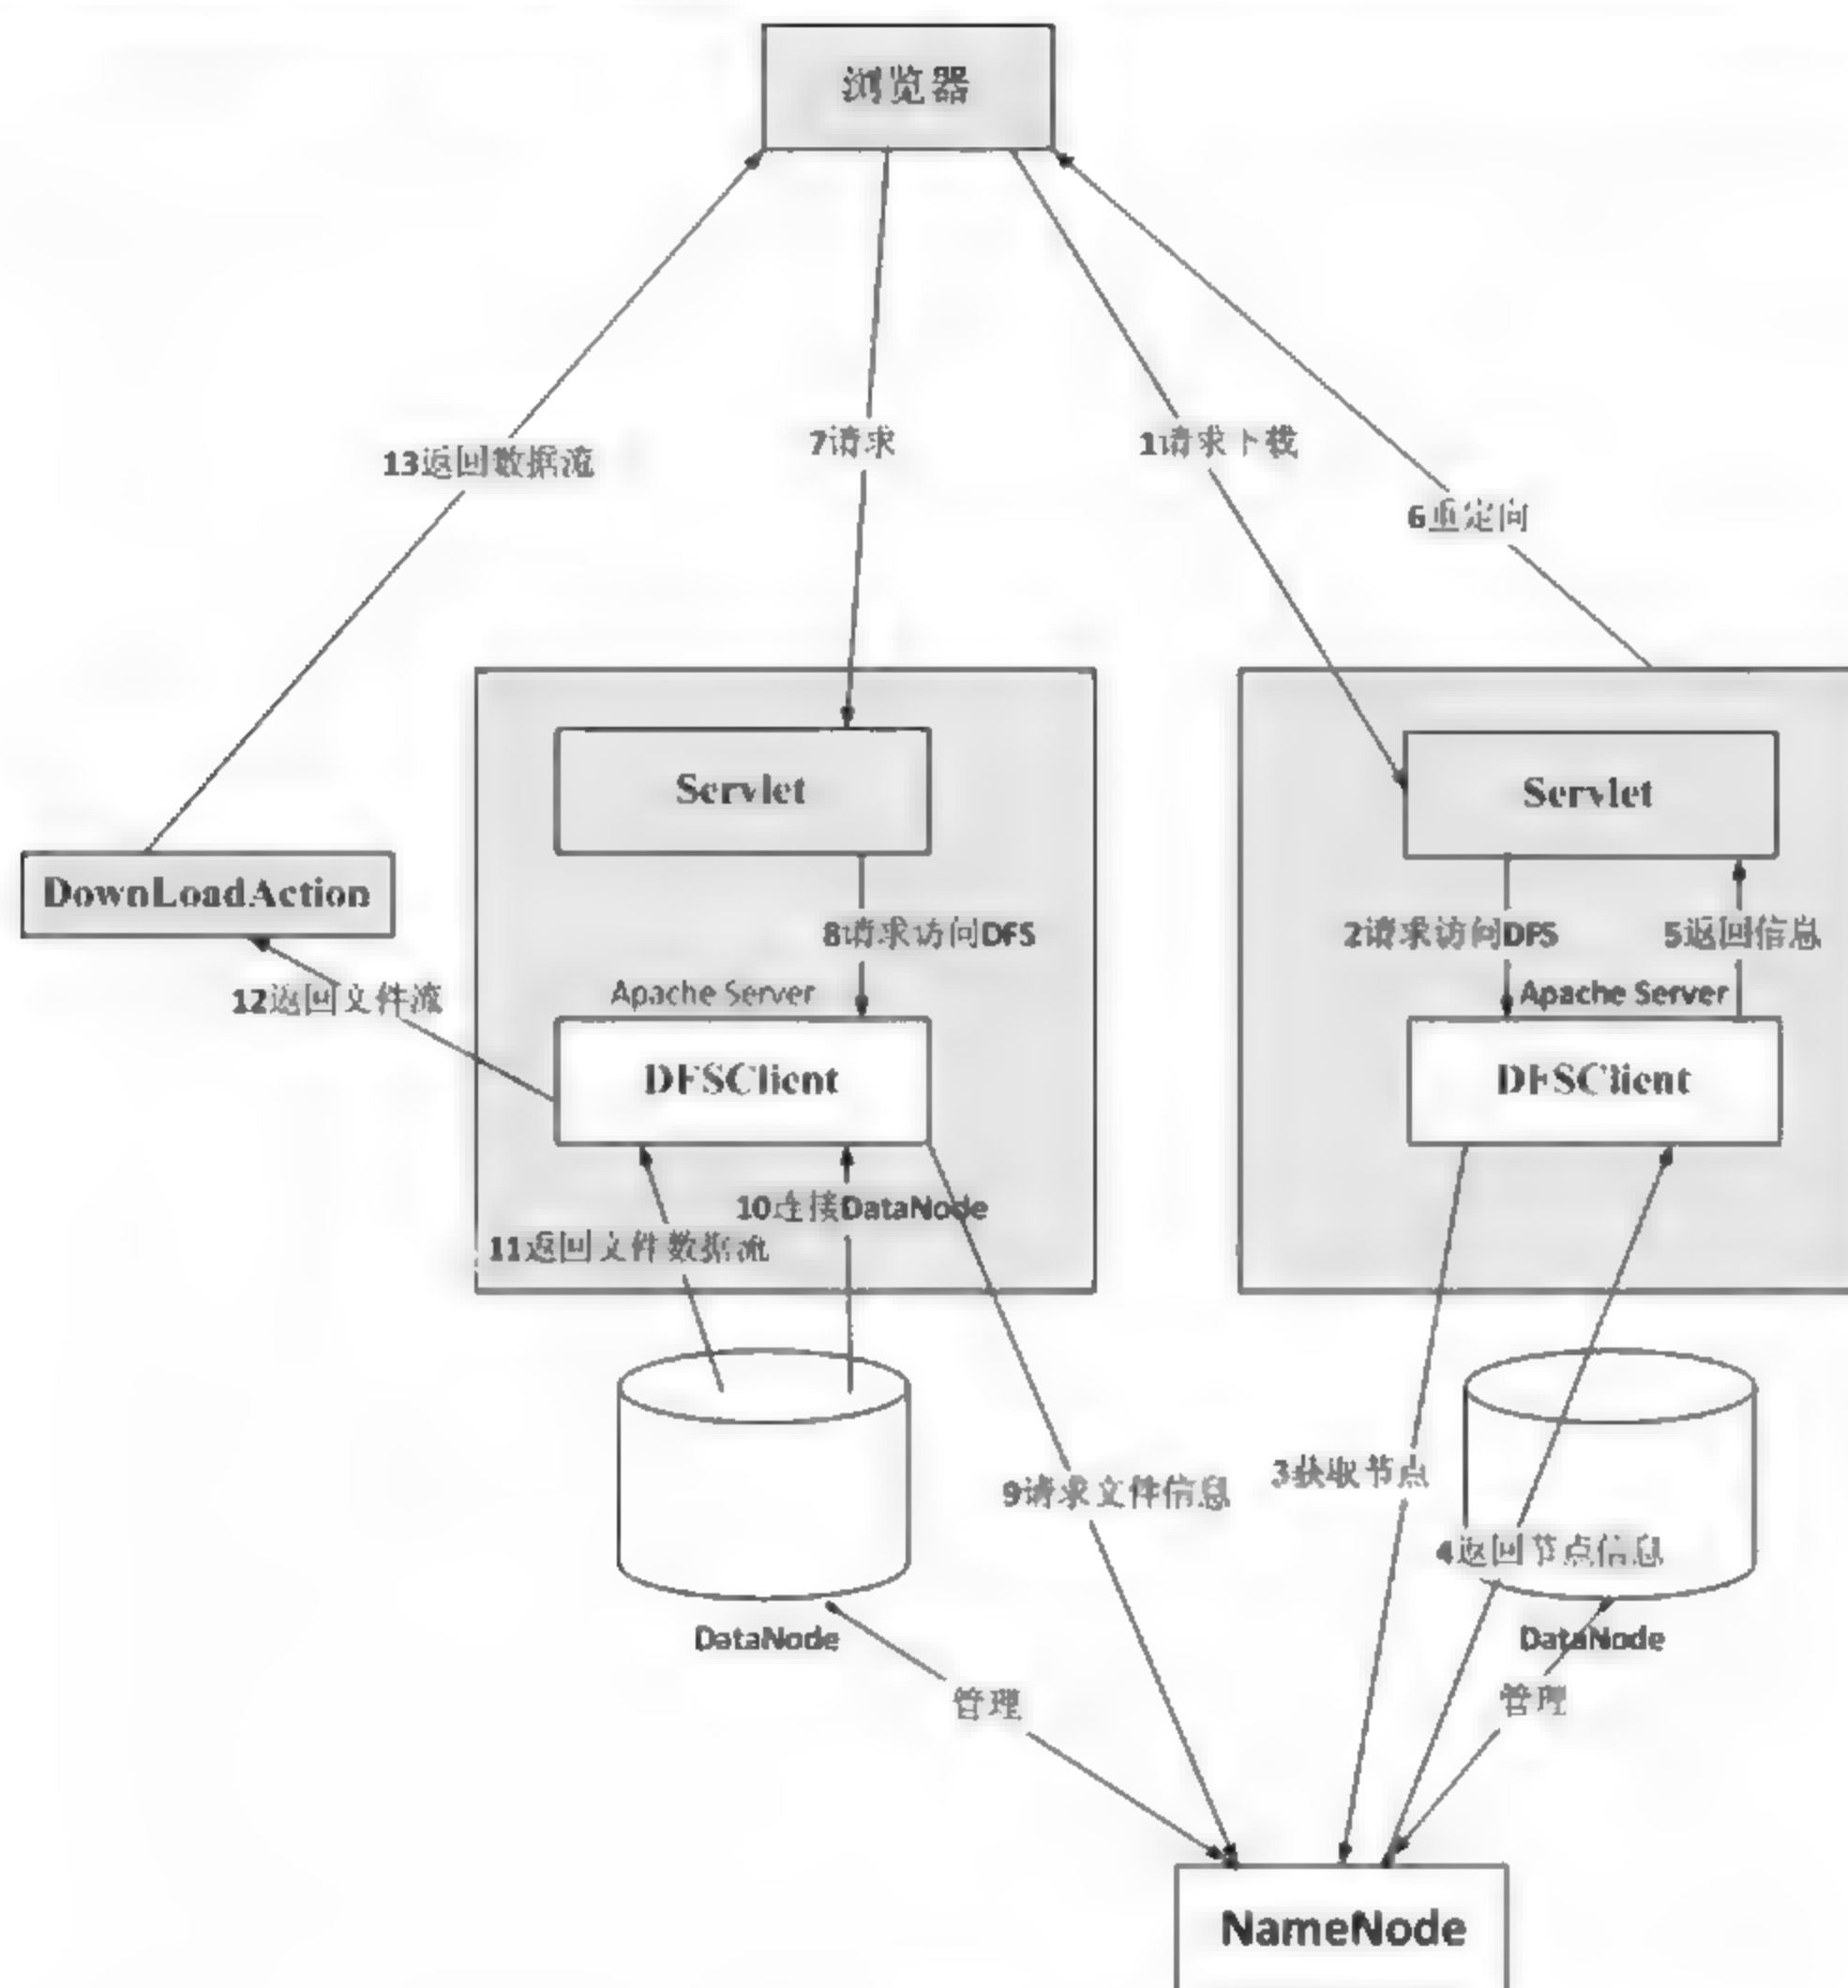 浏览器
13返回数据流
7请求
1请求下载
6重定向
Servlet
Servlet
DownLoadAction
8请求访问DFS
2请求访问DFS
5返回信息
12返回文件流
Apache Server
Apache Server
DFSClient
DFSClient
10连接DataNode
11返回文件数据流
9请求文件信息
3获取节点
4返回节点信息
DataNode
DataNode
管理
管理
NameNode